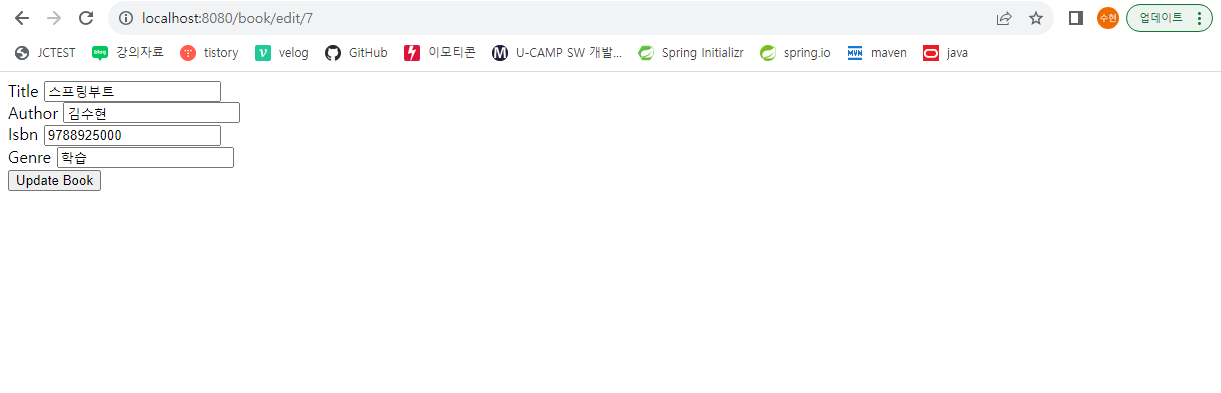 localhost:8080/book/edit/7
수현
업데이트
JCTEST
blog 강의자료
tistory
velog
GitHub
이모티콘
U-CAMP SW 개발...
Spring Initializr
spring.io
MVN maven
java
Title 스프링부트
Author 김수현
Isbn 9788925000
Genre 학습
Update Book